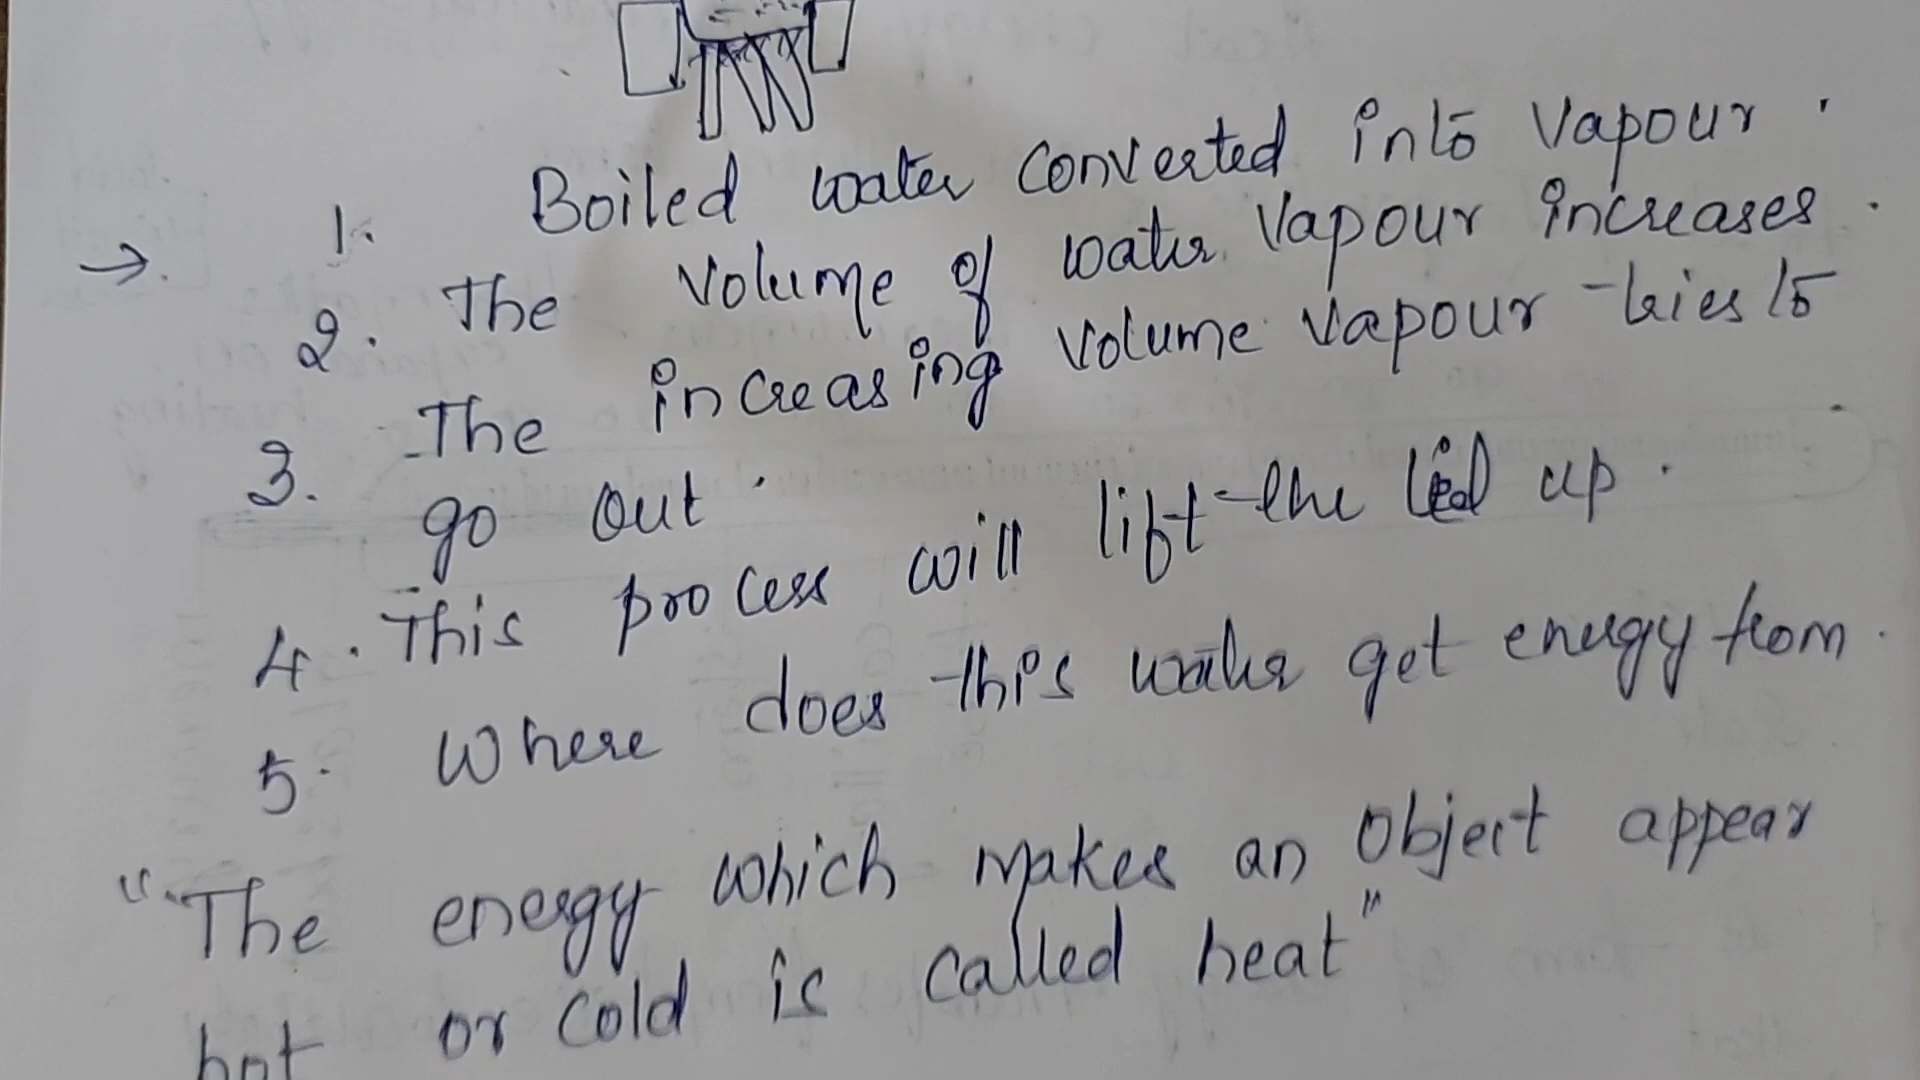 →. 1. Boiled water converted into Vapour.
2. The Volume of water Vapour increases.
3. The increasing Volume Vapour tries to
go out.
4. This process will lift the lid up.
5. Where does this water get energy from.
"The energy which makes an Object appear
hot or cold is called heat"